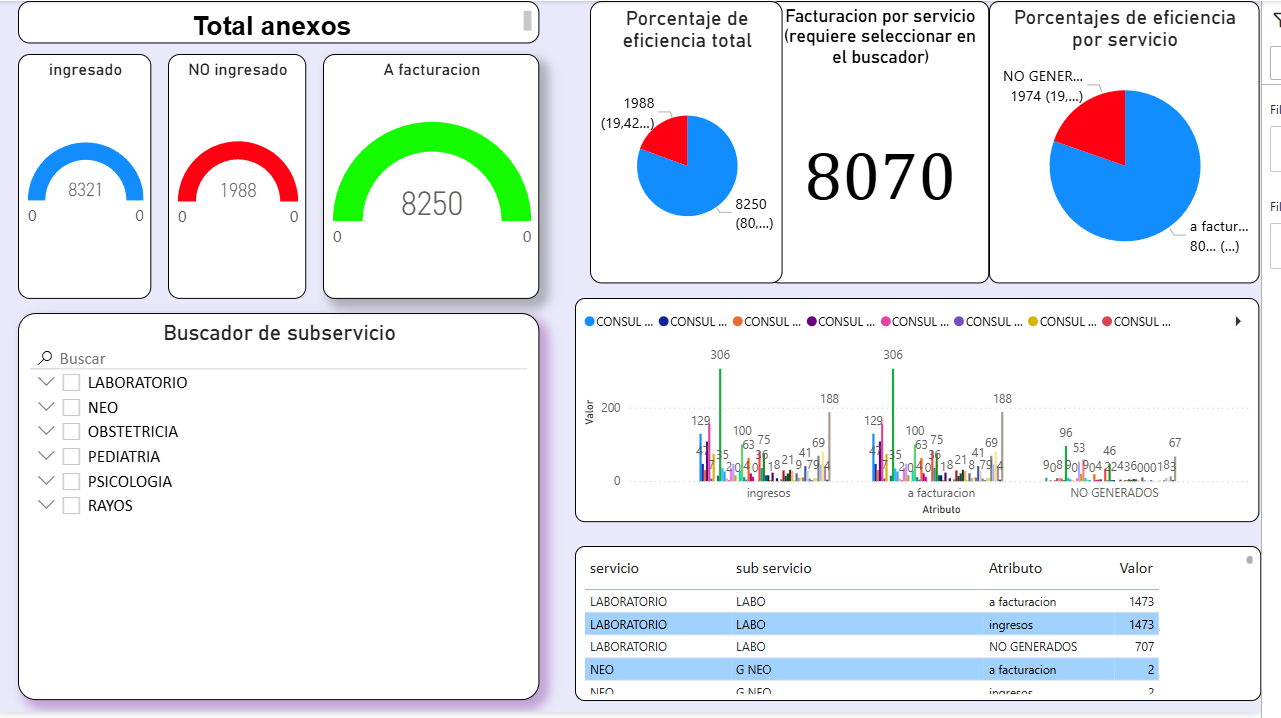 Total anexos
ingresado
8321
0 0
NO ingresado
1988
0 0
A facturacion
8250
0 0
Porcentaje de
eficiencia total
1988
(19,42...)
8250
(80,...)
Facturacion por servicio
(requiere seleccionar en
el buscador)
8070
Porcentajes de eficiencia
por servicio
NO GENER...
1974 (19,...)
a factur...
80... (...)
Fil
Fil
Buscador de subservicio
Buscar
LABORATORIO
NEO
OBSTETRICIA
PEDIATRIA
PSICOLOGIA
RAYOS
CONSUL ... CONSUL ... CONSUL ... CONSUL ... CONSUL ... CONSUL ... CONSUL ... CONSUL ...
Valor
200
0
306
188
129
100
63
75
41
69
306
188
129
100
63
75
41
69
96
53
46
67
ingresos
a facturacion
NO GENERADOS
Atributo
servicio sub servicio Atributo Valor
LABORATORIO LABO a facturacion 1473
LABORATORIO LABO ingresos 1473
LABORATORIO LABO NO GENERADOS 707
NEO G NEO a facturacion 2
NEO G NEO ingresos 2